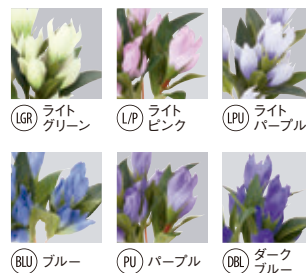 LGR ライト
グリーン
L/P ライト
ピンク
LPU ライト
パープル
BLU ブルー
PU パープル
DBL ダーク
ブルー